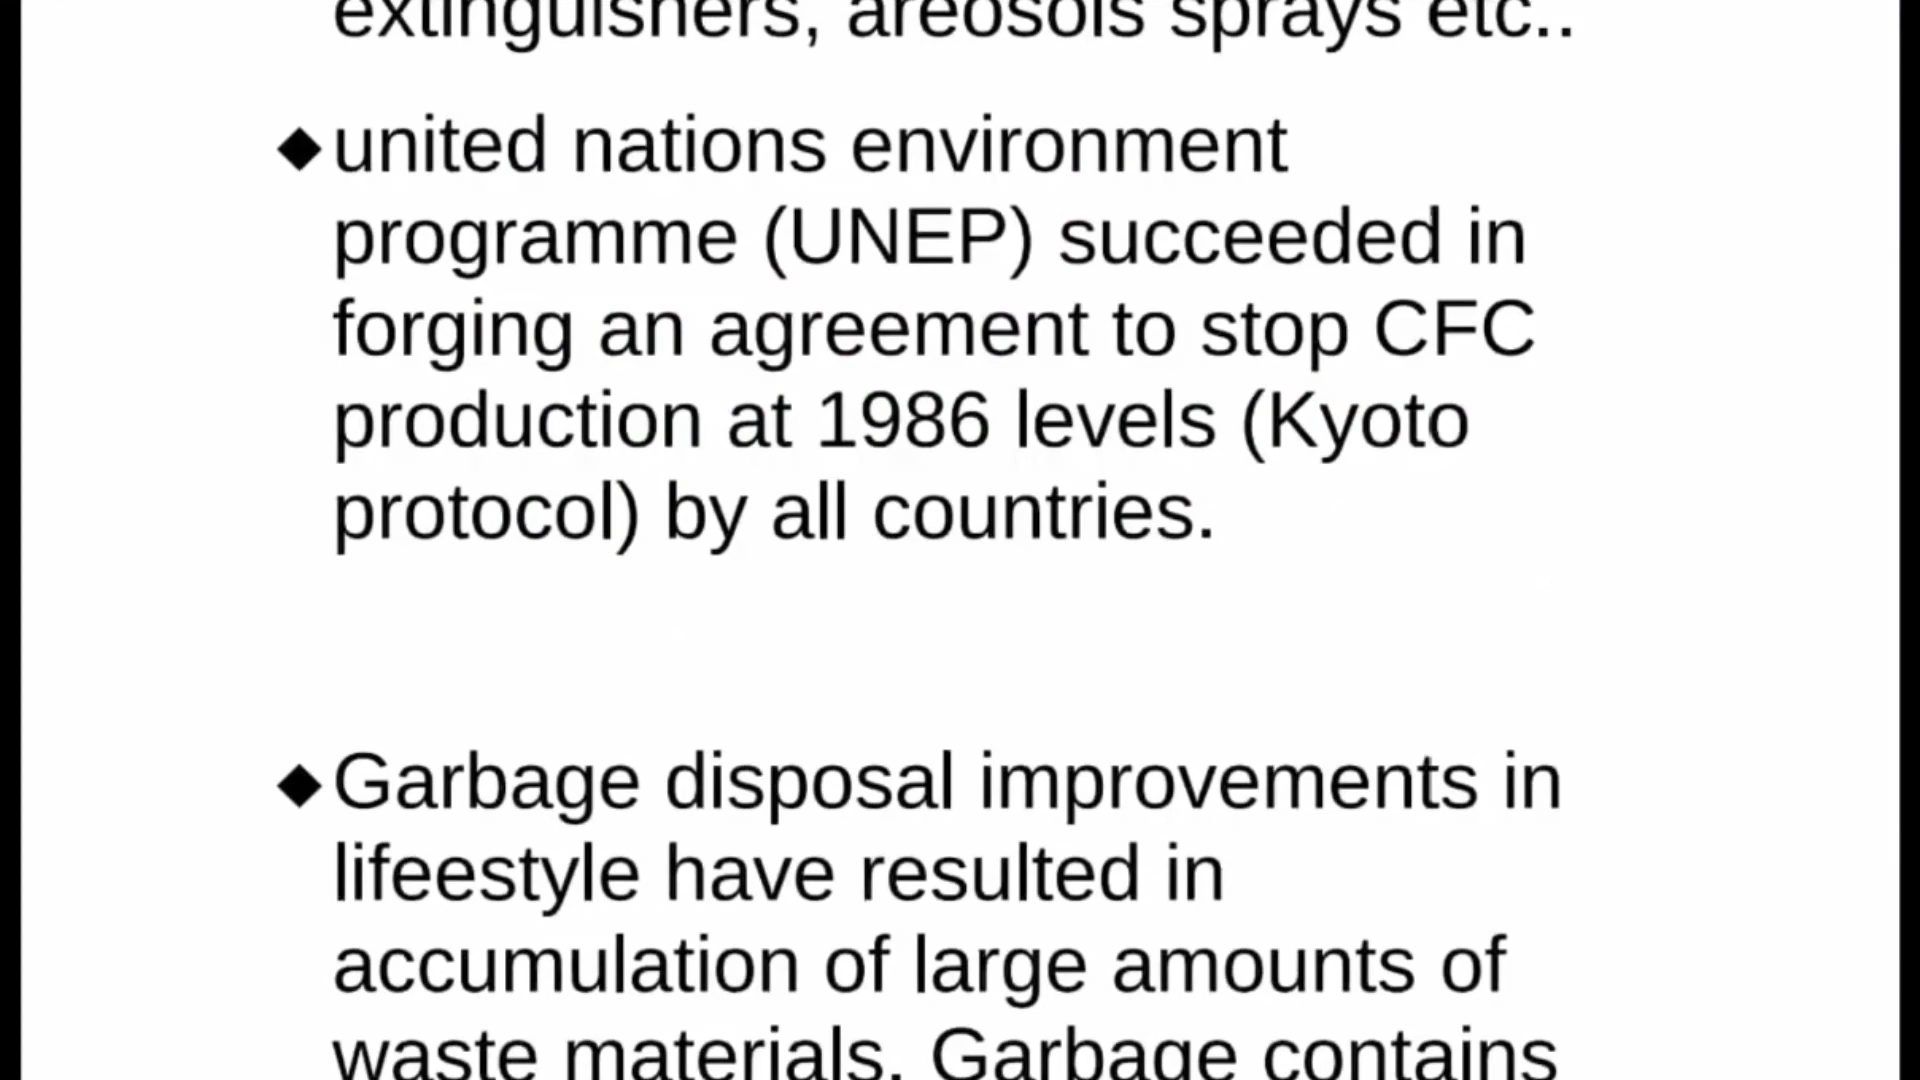 extinguishers, areosols sprays etc..
◆united nations environment
programme (UNEP) succeeded in
forging an agreement to stop CFC
production at 1986 levels (Kyoto
protocol) by all countries.
◆Garbage disposal improvements in
lifeestyle have resulted in
accumulation of large amounts of
waste materials. Garbage contains